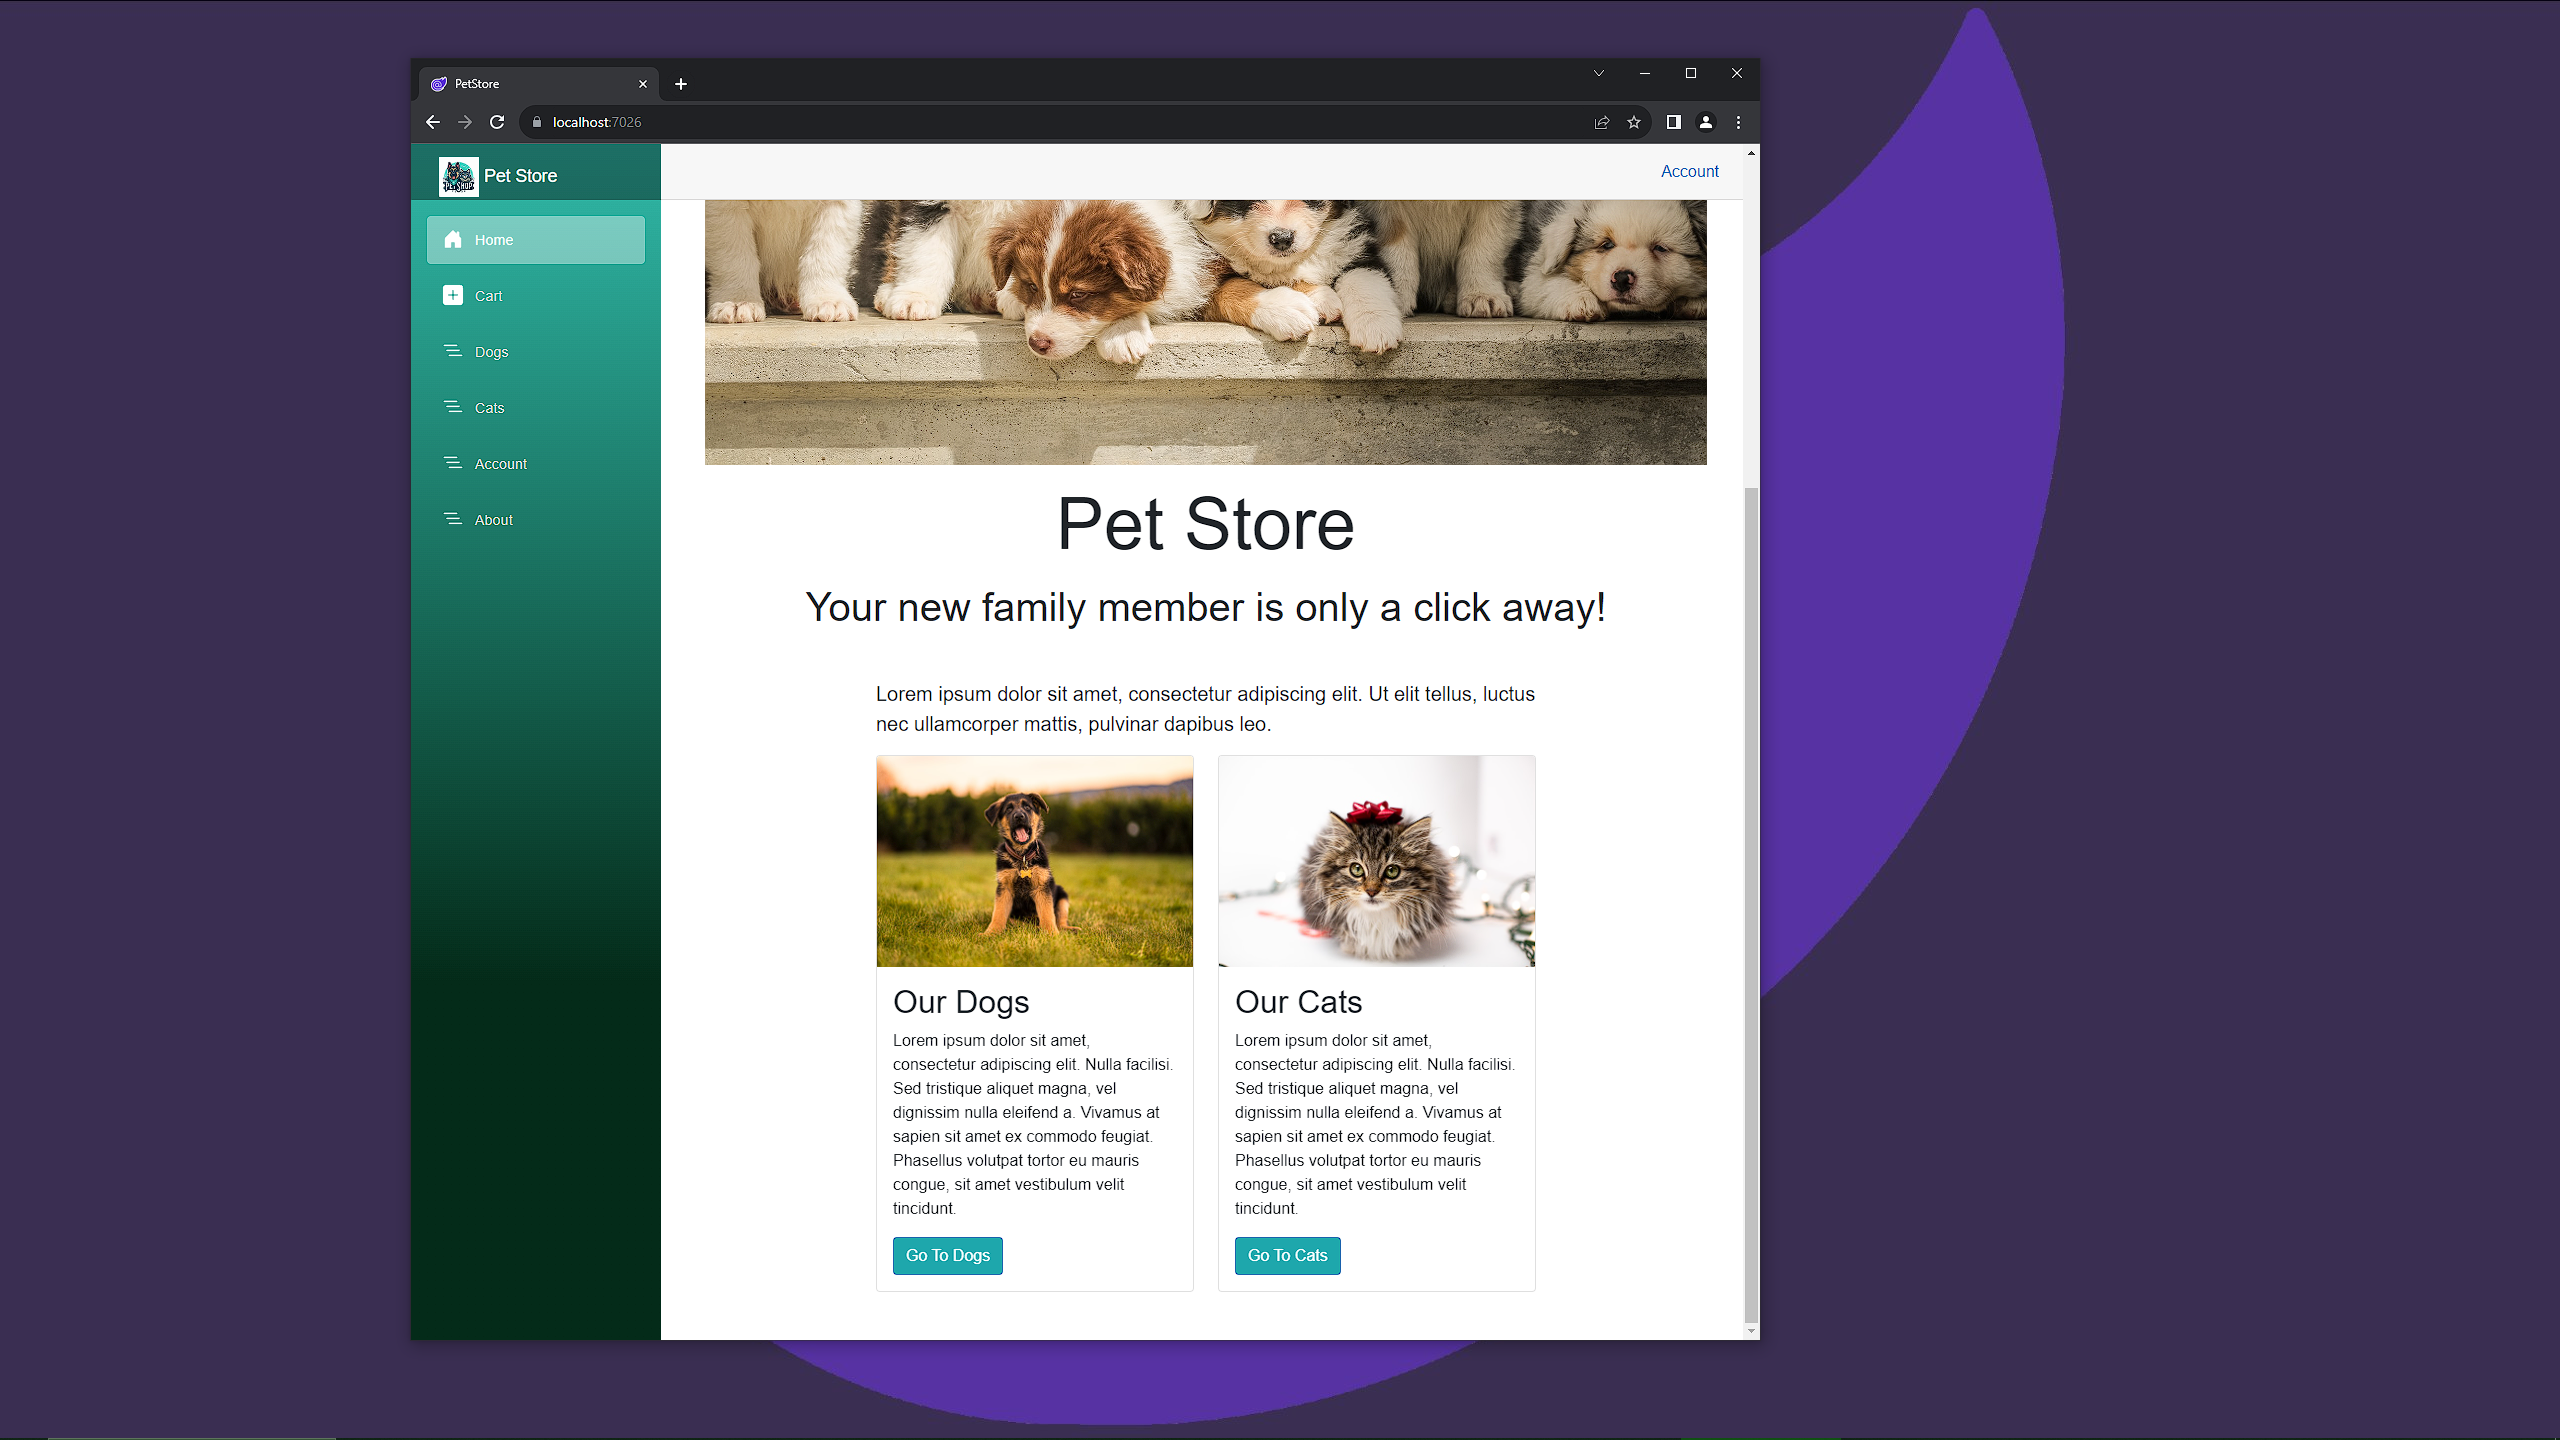 PetStore
localhost:7026
PET SHOP
Pet Store
Account
Home
Cart
Dogs
Cats
Account
About
Pet Store
Your new family member is only a click away!
Lorem ipsum dolor sit amet, consectetur adipiscing elit. Ut elit tellus, luctus
nec ullamcorper mattis, pulvinar dapibus leo.
Our Dogs
Lorem ipsum dolor sit amet,
consectetur adipiscing elit. Nulla facilisi.
Sed tristique aliquet magna, vel
dignissim nulla eleifend a. Vivamus at
sapien sit amet ex commodo feugiat.
Phasellus volutpat tortor eu mauris
congue, sit amet vestibulum velit
tincidunt.
Go To Dogs
Our Cats
Lorem ipsum dolor sit amet,
consectetur adipiscing elit. Nulla facilisi.
Sed tristique aliquet magna, vel
dignissim nulla eleifend a. Vivamus at
sapien sit amet ex commodo feugiat.
Phasellus volutpat tortor eu mauris
congue, sit amet vestibulum velit
tincidunt.
Go To Cats